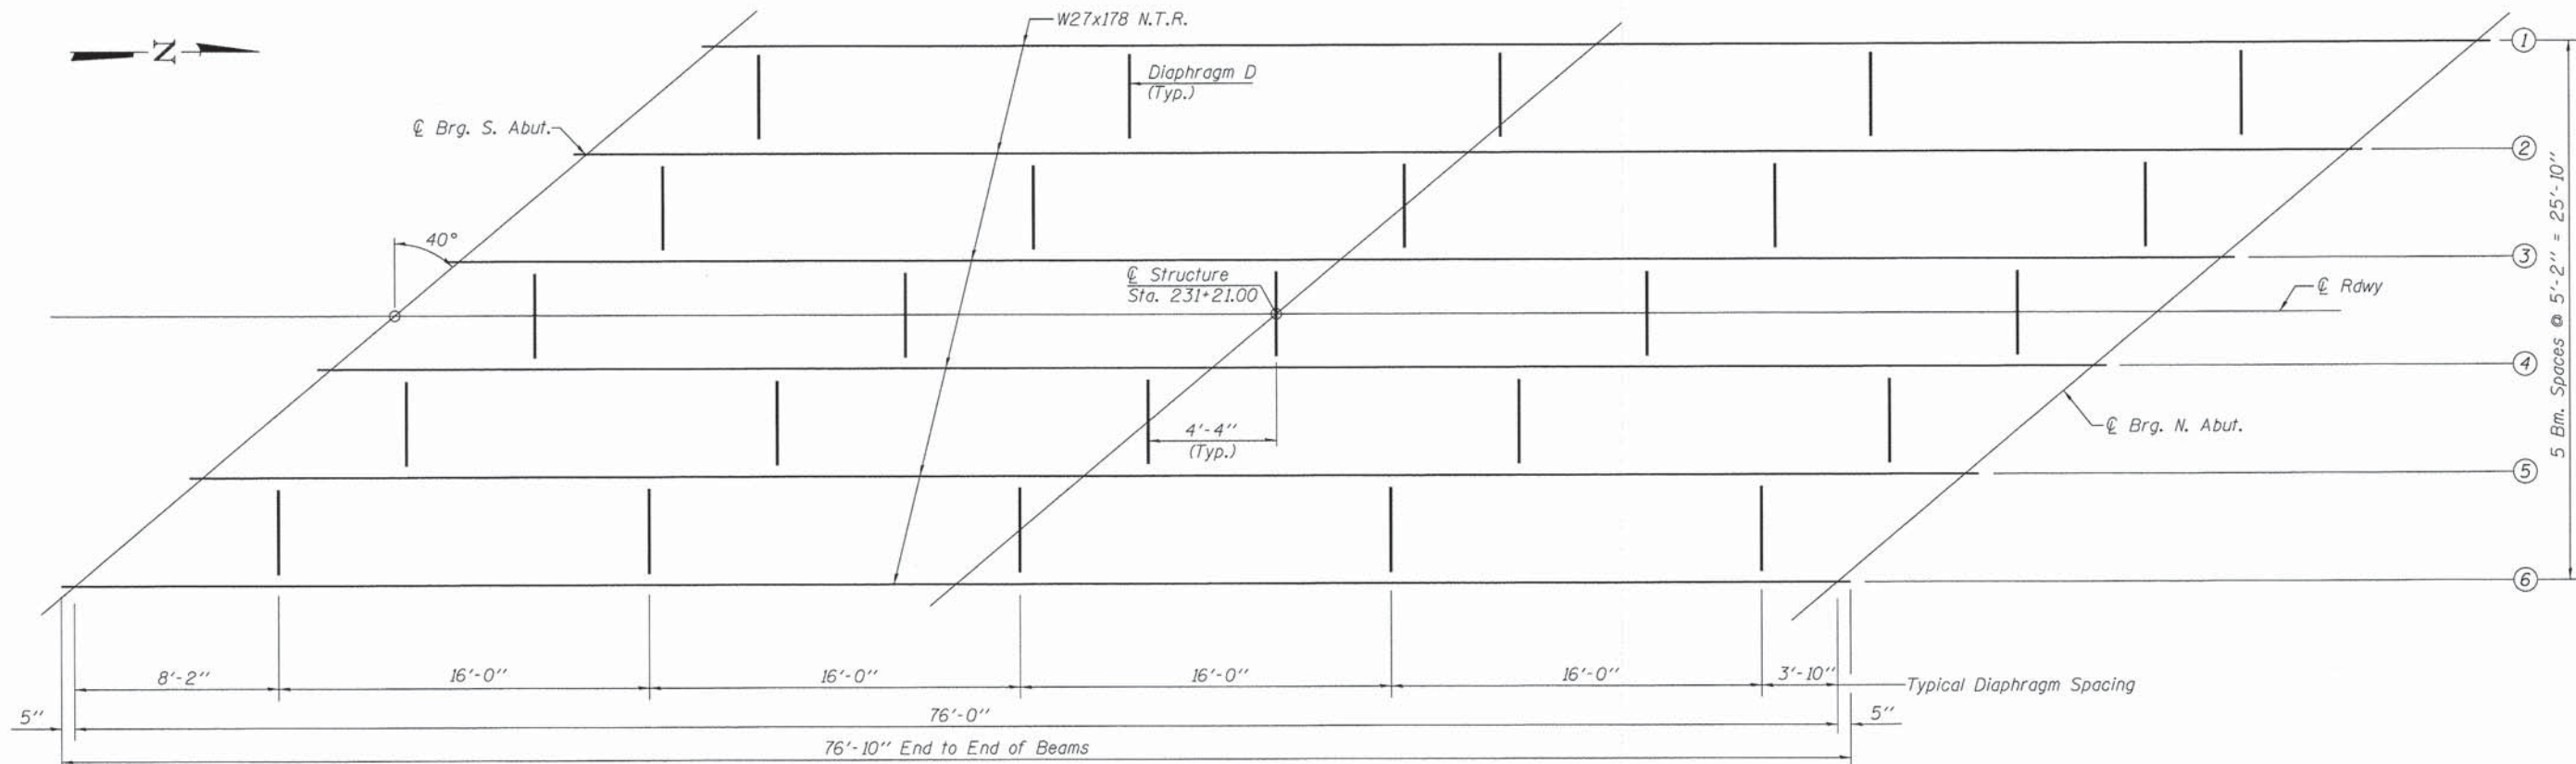 W27x178 N.T.R.
N
1
Diaphragm D
(Typ.)
℄ Brg. S. Abut.
2
40°
3
℄ Structure
Sta. 231+21.00
℄ Rdwy
5 Bm. Spaces @ 5'-2" = 25'-10"
4
4'-4"
(Typ.)
℄ Brg. N. Abut.
5
6
8'-2" 16'-0" 16'-0" 16'-0" 16'-0" 3'-10" Typical Diaphragm Spacing
5" 76'-0" 5"
76'-10" End to End of Beams